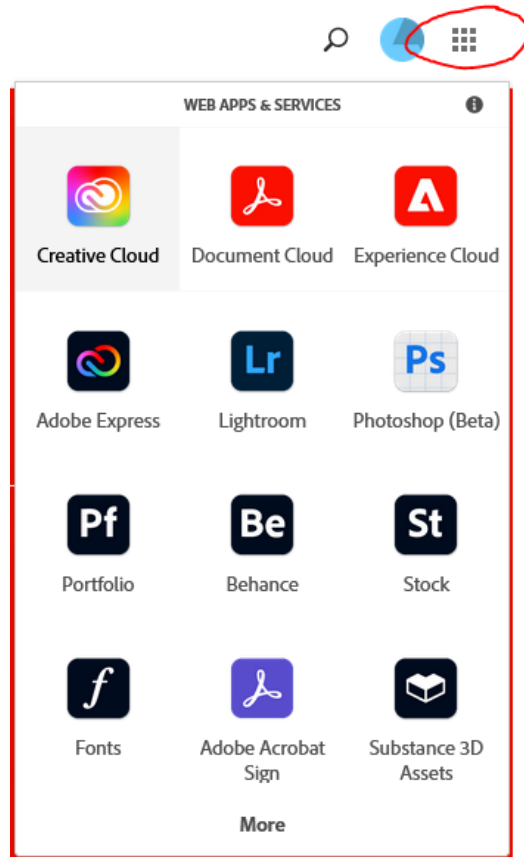 WEB APPS & SERVICES
Creative Cloud
Document Cloud
Experience Cloud
Lr
Ps
Adobe Express
Lightroom
Photoshop (Beta)
Pf
Be
St
Portfolio
Behance
Stock
f
Fonts
Adobe Acrobat
Sign
Substance 3D
Assets
More